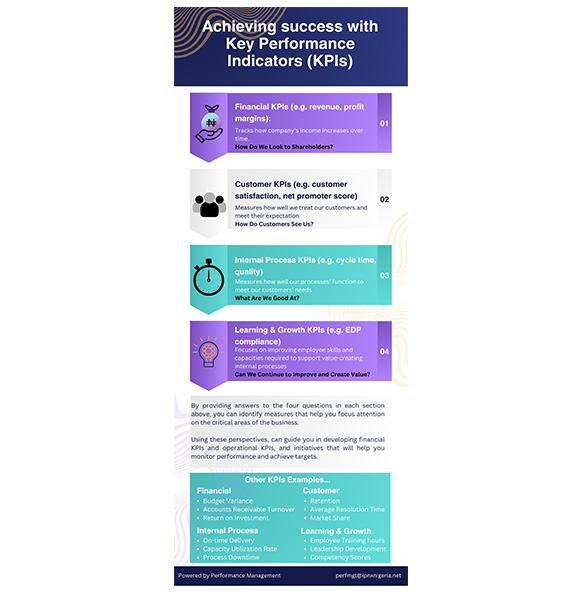 Achieving success with
Key Performance
Indicators (KPIs)
Financial KPIs (e.g. revenue, profit
margins):
Tracks how company's income increases over
time.
How Do We Look to Shareholders?
01
Customer KPIs (e.g. customer
satisfaction, net promoter score)
Measures how well we treat our customers and
meet their expectation
How Do Customers See Us?
02
Internal Process KPIs (e.g. cycle time,
quality)
Measures how well our processes' function to
meet our customers' needs
What Are We Good At?
03
Learning & Growth KPIs (e.g. EDP
compliance)
Focuses on improving employee skills and
capacities required to support value-creating
internal processes
Can We Continue to Improve and Create Value?
04
By providing answers to the four questions in each section
above, you can identify measures that help you focus attention
on the critical areas of the business.
Using these perspectives, can guide you in developing financial
KPIs and operational KPIs, and initiatives that will help you
monitor performance and achieve targets.
Other KPIs Examples...
Financial
• Budget Variance
• Accounts Receivable Turnover
• Return on Investment
Customer
• Retention
• Average Resolution Time
• Market Share
Internal Process
• On-time Delivery
• Capacity Utilization Rate
• Process Downtime
Learning & Growth
• Employee Training hours
• Leadership Development
• Competency Scores
Powered by Performance Management
perfmgt@ipnwnigeria.net